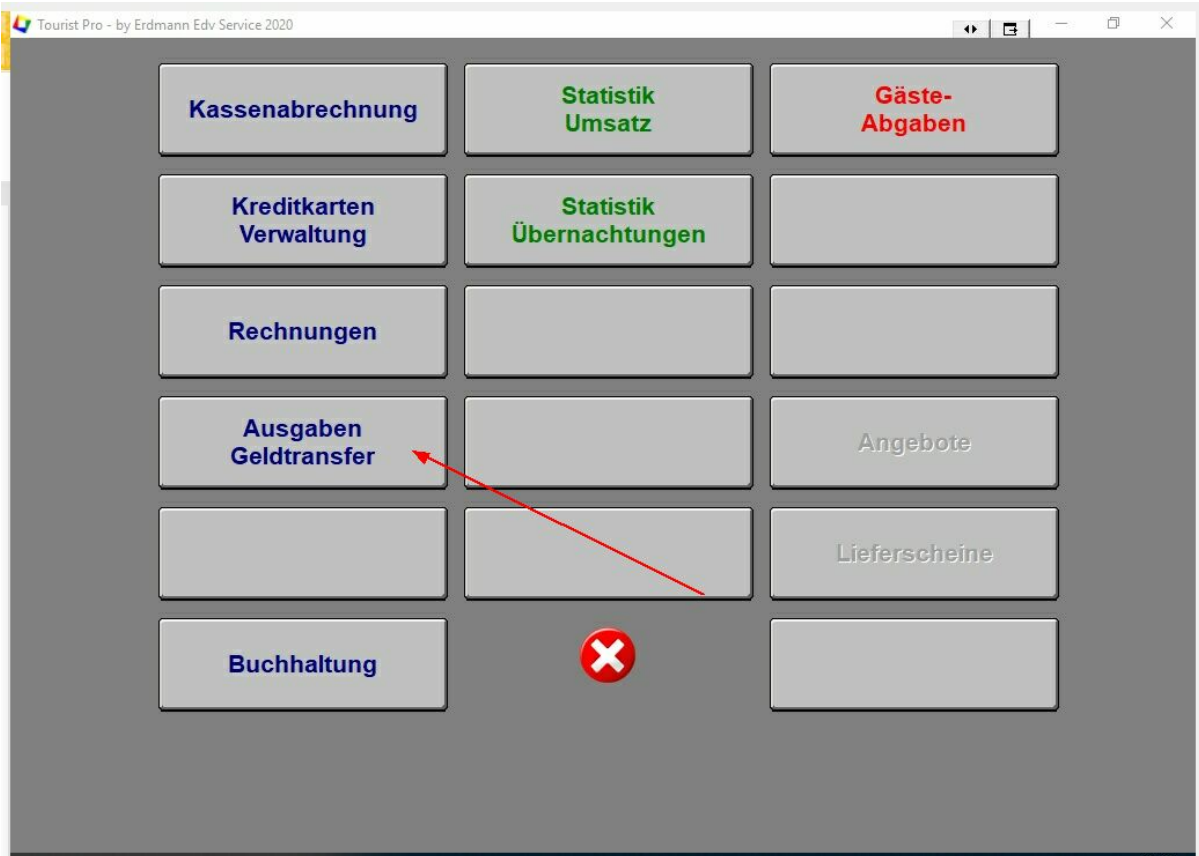 Tourist Pro - by Erdmann Edv Service 2020
Kassenabrechnung
Statistik
Umsatz
Gäste-
Abgaben
Kreditkarten
Verwaltung
Statistik
Übernachtungen
Rechnungen
Ausgaben
Geldtransfer
Angebote
Lieferscheine
Buchhaltung